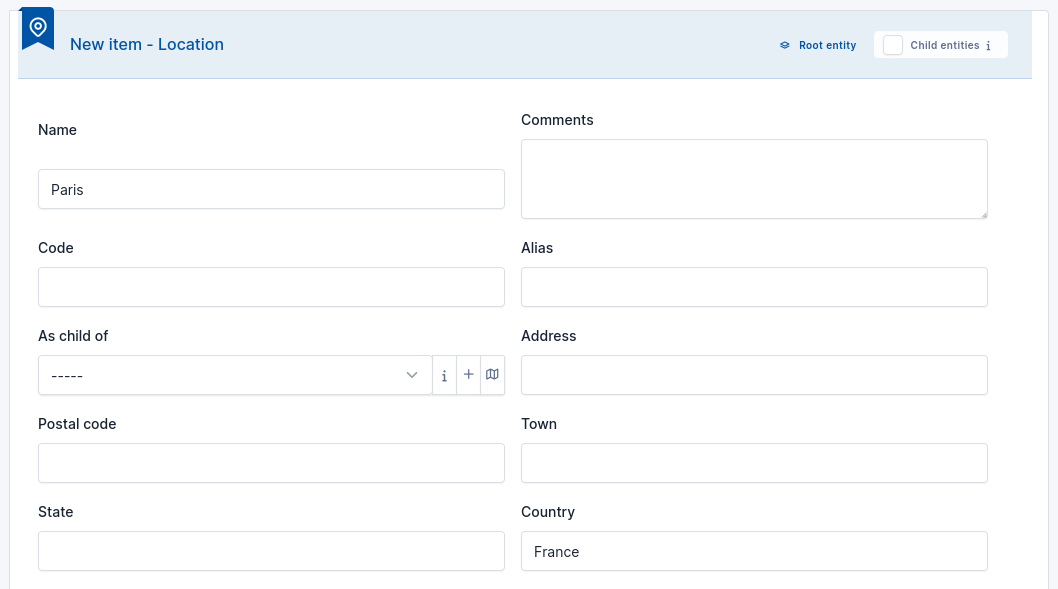 New item - Location
Root entity
Child entities
Name
Paris
Comments
Code
Alias
As child of
-----
Address
Postal code
Town
State
Country
France